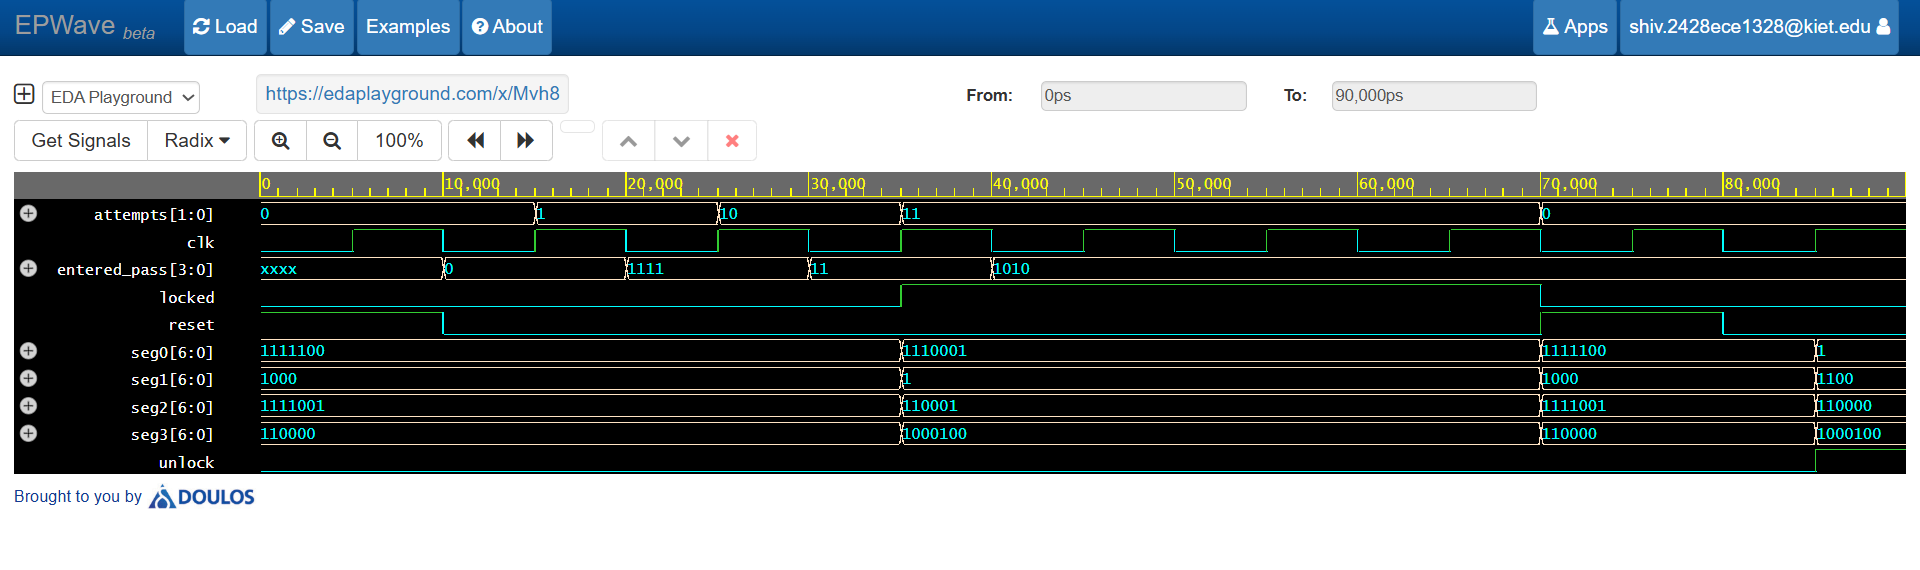 EPWave beta Load Save Examples About Apps shiv.2428ece1328@kiet.edu
EDA Playground https://edaplayground.com/x/Mvh8 From: 0ps To: 90,000ps
Get Signals Radix 100%
0 10,000 20,000 30,000 40,000 50,000 60,000 70,000 80,000
attempts[1:0] 0 1 10 11 0
clk
entered_pass[3:0] xxxx 0 1111 11 1010
locked
reset
seg0[6:0] 1111100 1110001 1111100 1
seg1[6:0] 1000 1 1000 1100
seg2[6:0] 1111001 110001 1111001 110000
seg3[6:0] 110000 1000100 110000 1000100
unlock
Brought to you by DOULOS